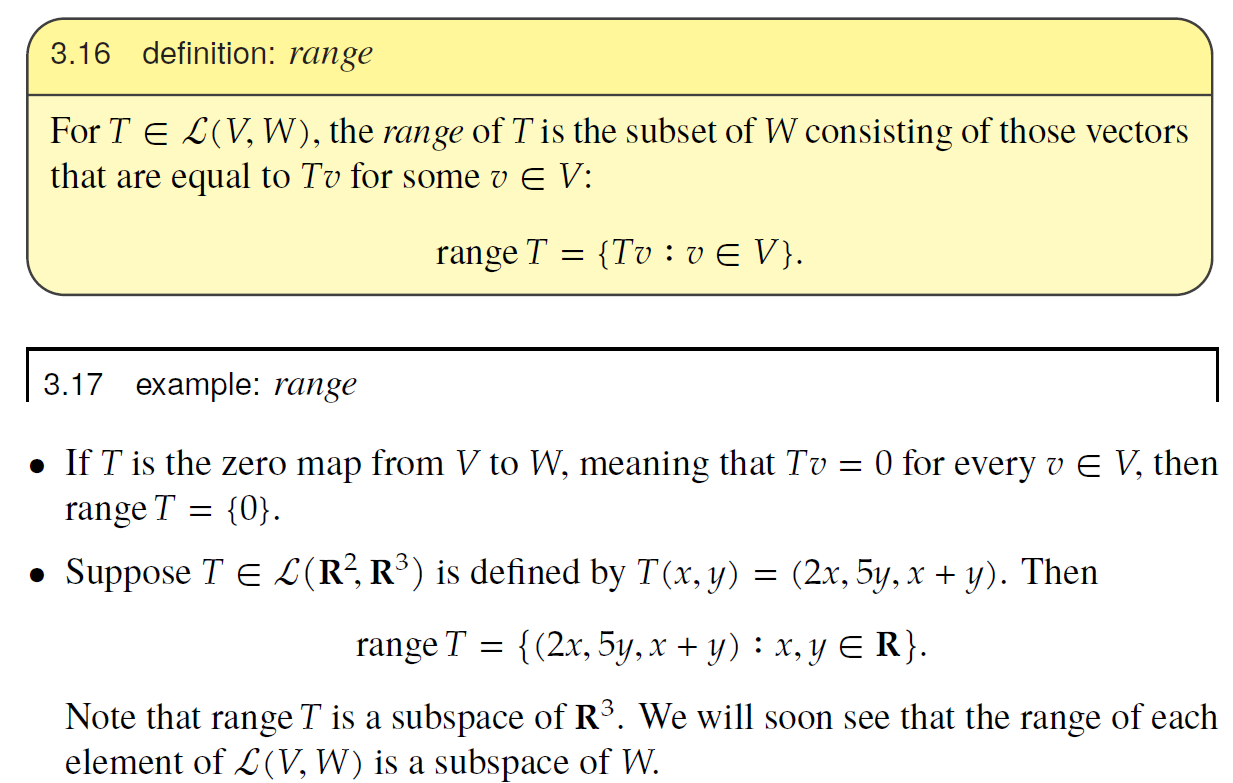 3.16 definition: range
For T ∈ ℒ(V, W), the range of T is the subset of W consisting of those vectors
that are equal to Tv for some v ∈ V:
range T = {Tv : v ∈ V}.
3.17 example: range
• If T is the zero map from V to W, meaning that Tv = 0 for every v ∈ V, then
range T = {0}.
• Suppose T ∈ ℒ(R², R³) is defined by T(x, y) = (2x, 5y, x + y). Then
range T = {(2x, 5y, x + y) : x, y ∈ R}.
Note that range T is a subspace of R³. We will soon see that the range of each
element of ℒ(V, W) is a subspace of W.